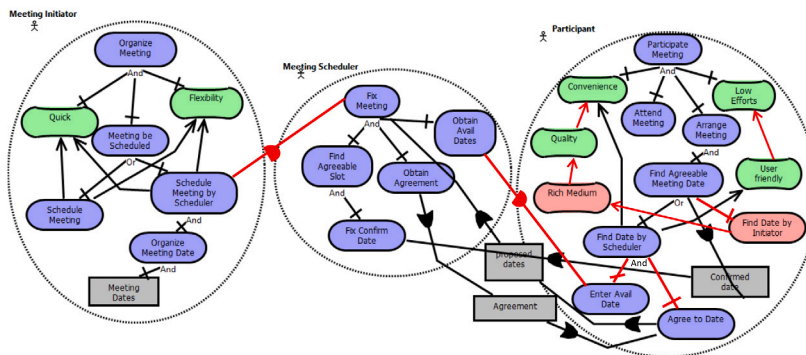 Meeting Initiator
Organize
Meeting
And
Quick
Flexibility
Meeting be
Scheduled
Or
Schedule
Meeting
Schedule
Meeting by
Scheduler
And
Organize
Meeting Date
And
Meeting
Dates
Meeting Scheduler
Fix
Meeting
And
Obtain
Avail
Dates
Find
Agreeable
Slot
Obtain
Agreement
And
Fix Confirm
Date
proposed
dates
Agreement
Participant
Participate
Meeting
And
Convenience
Low
Efforts
Attend
Meeting
Arrange
Meeting
Quality
And
Find Agreeable
Meeting Date
User
friendly
Rich Medium
Or
Find Date by
Initiator
Find Date by
Scheduler
And
Confirmed
date
Enter Avail
Date
Agree to Date